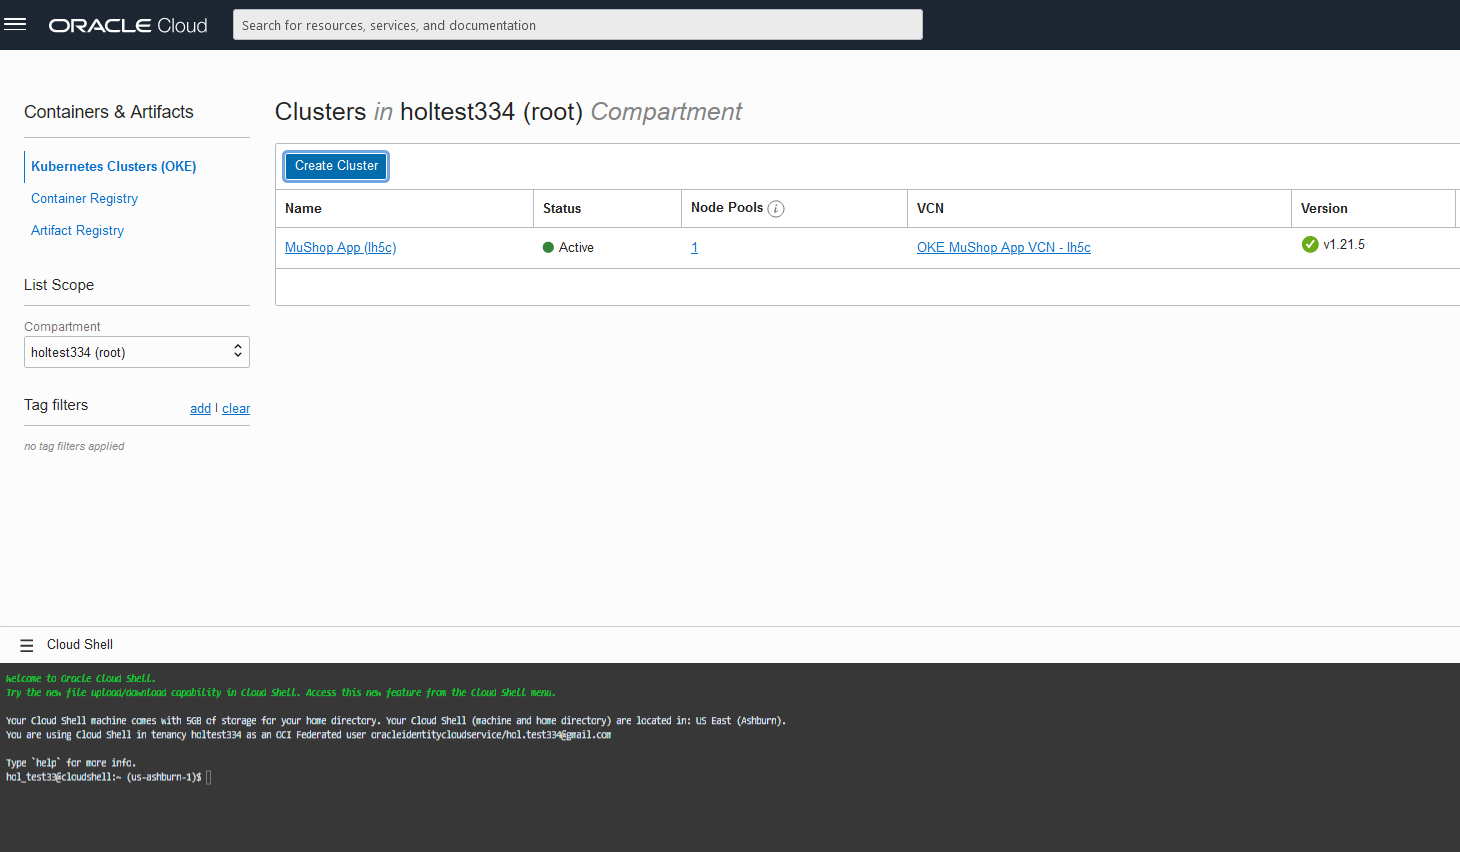 ORACLE Cloud
Search for resources, services, and documentation
Containers & Artifacts
Kubernetes Clusters (OKE)
Container Registry
Artifact Registry
List Scope
Compartment
holtest334 (root)
Tag filters
add | clear
no tag filters applied
Clusters in holtest334 (root) Compartment
Create Cluster
Name Status Node Pools i VCN Version
MuShop App (lh5c) Active 1 OKE MuShop App VCN - lh5c v1.21.5
Cloud Shell
Welcome to Oracle Cloud Shell.
Try the new file upload/download capability in Cloud Shell. Access this new feature from the Cloud Shell menu.
Your Cloud Shell machine comes with 5GB of storage for your home directory. Your Cloud Shell (machine and home directory) are located in: US East (Ashburn).
You are using Cloud Shell in tenancy holtest334 as an OCI Federated user oracleidentitycloudservice/hol.test334@gmail.com
Type `help` for more info.
hol_test33@cloudshell:~ (us-ashburn-1)$